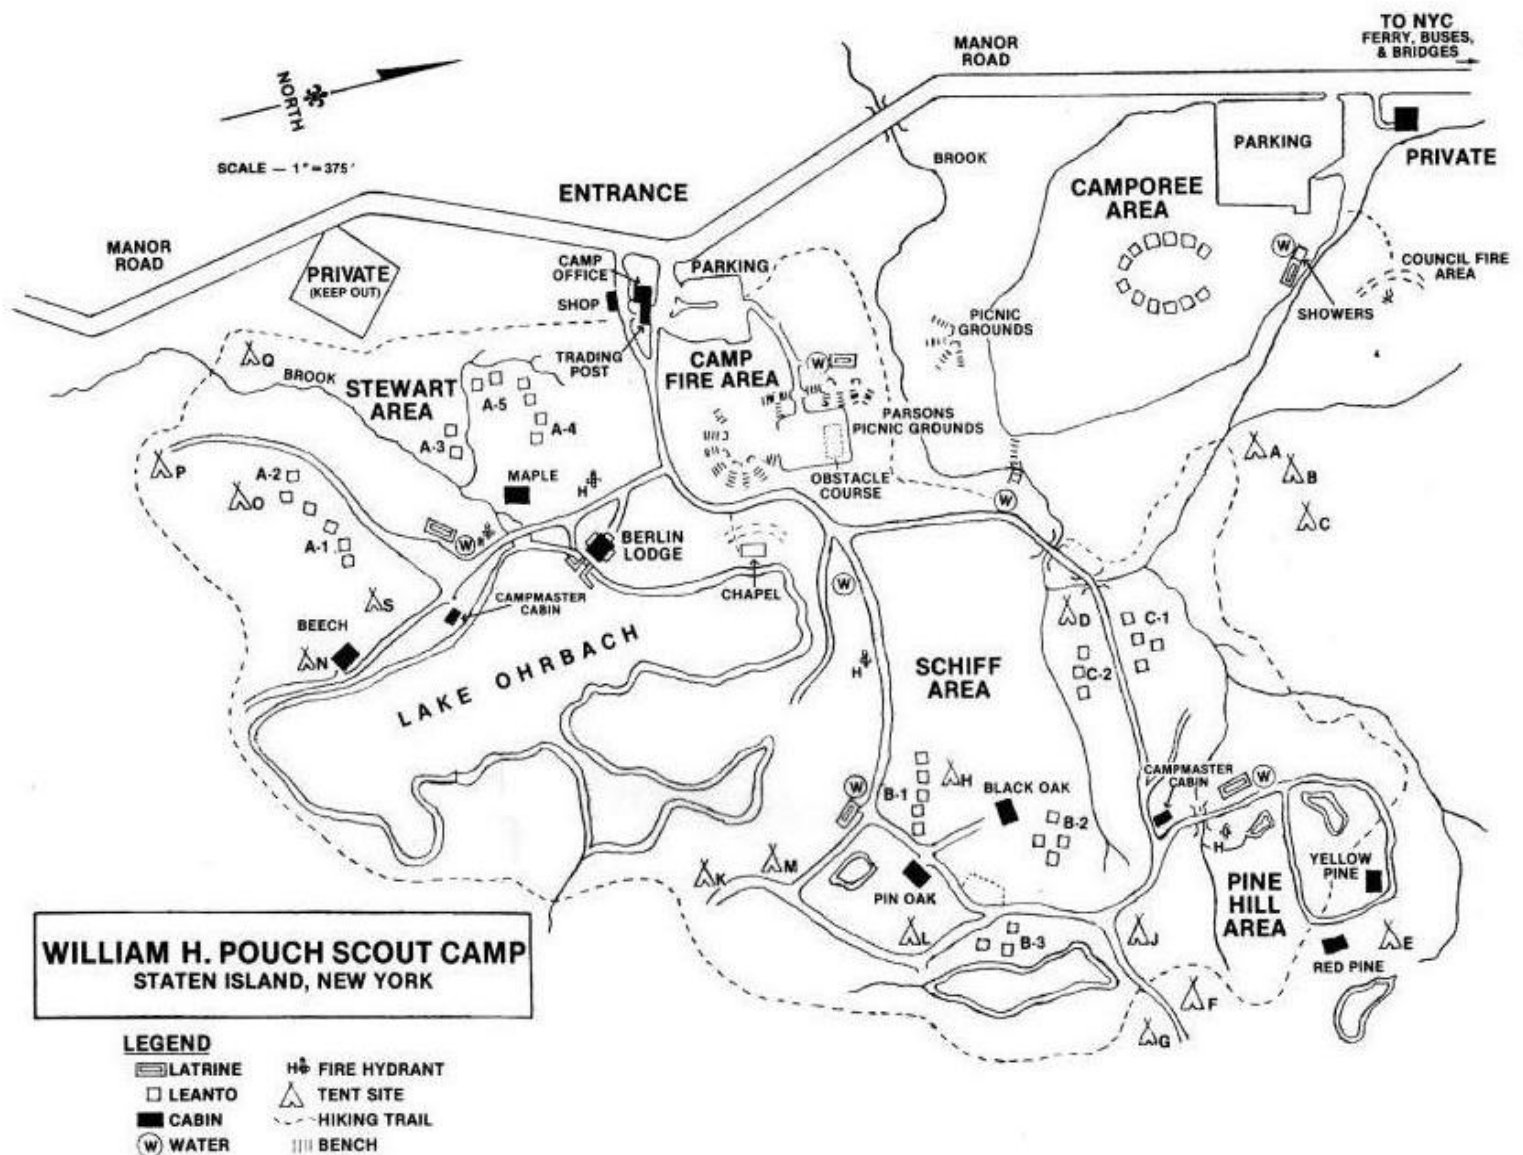 TO NYC
FERRY, BUSES,
& BRIDGES
MANOR
ROAD
NORTH
SCALE — 1" = 375'
ENTRANCE
BROOK
PARKING
PRIVATE
CAMPOREE
AREA
MANOR
ROAD
PRIVATE
(KEEP OUT)
CAMP
OFFICE
SHOP
PARKING
W
COUNCIL FIRE
AREA
SHOWERS
PICNIC
GROUNDS
TRADING
POST
CAMP
FIRE AREA
W
Q
BROOK
STEWART
AREA
A-5
A-4
A-3
PARSONS
PICNIC GROUNDS
OBSTACLE
COURSE
A
B
C
P
A-2
O
MAPLE
H
W
A-1
W
H
BERLIN
LODGE
CHAPEL
CAMPMASTER
CABIN
W
S
BEECH
N
LAKE OHRBACH
D
C-1
C-2
H
SCHIFF
AREA
W
B-1
H
BLACK OAK
B-2
CAMPMASTER
CABIN
W
H
YELLOW
PINE
K
M
PIN OAK
PINE
HILL
AREA
L
B-3
J
E
RED PINE
F
G
WILLIAM H. POUCH SCOUT CAMP
STATEN ISLAND, NEW YORK
LEGEND
LATRINE
H FIRE HYDRANT
LEANTO
TENT SITE
CABIN
HIKING TRAIL
W WATER
BENCH